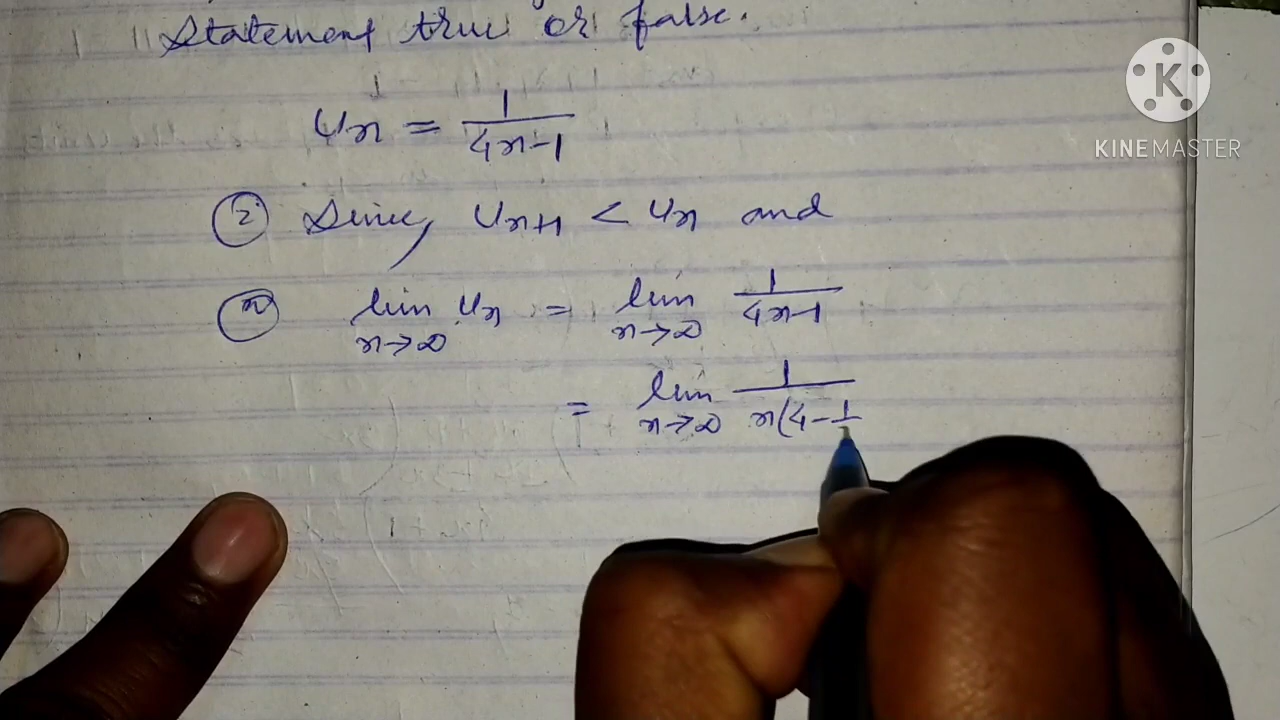 Statement true or false.
K
KINEMASTER
un = 1/(4n-1)
② Since, un+1 < un and
lim n→∞ un = lim n→∞ 1/(4n-1)
= lim n→∞ 1/(n(4-1